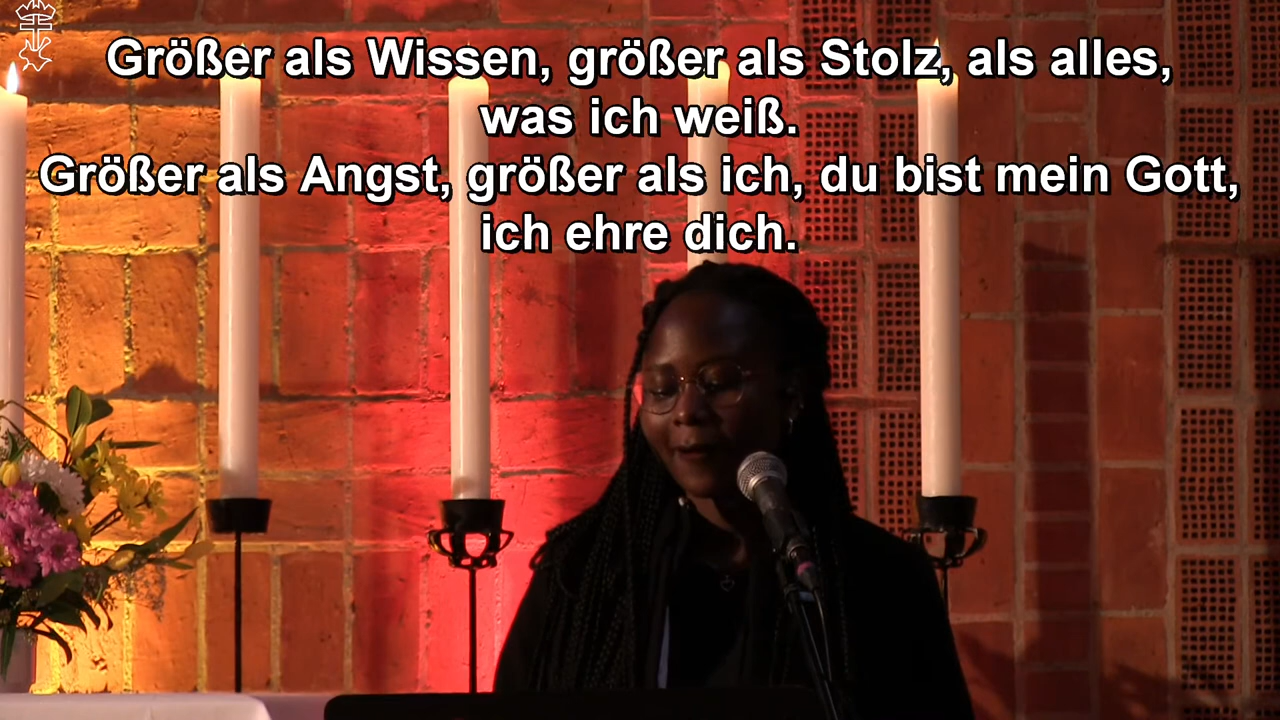 Größer als Wissen, größer als Stolz, als alles,
was ich weiß.
Größer als Angst, größer als ich, du bist mein Gott,
ich ehre dich.